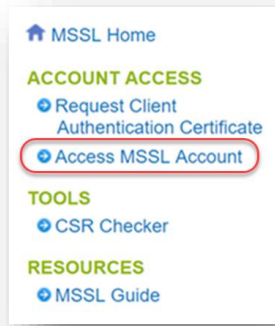 MSSL Home
ACCOUNT ACCESS
Request Client
Authentication Certificate
Access MSSL Account
TOOLS
CSR Checker
RESOURCES
MSSL Guide